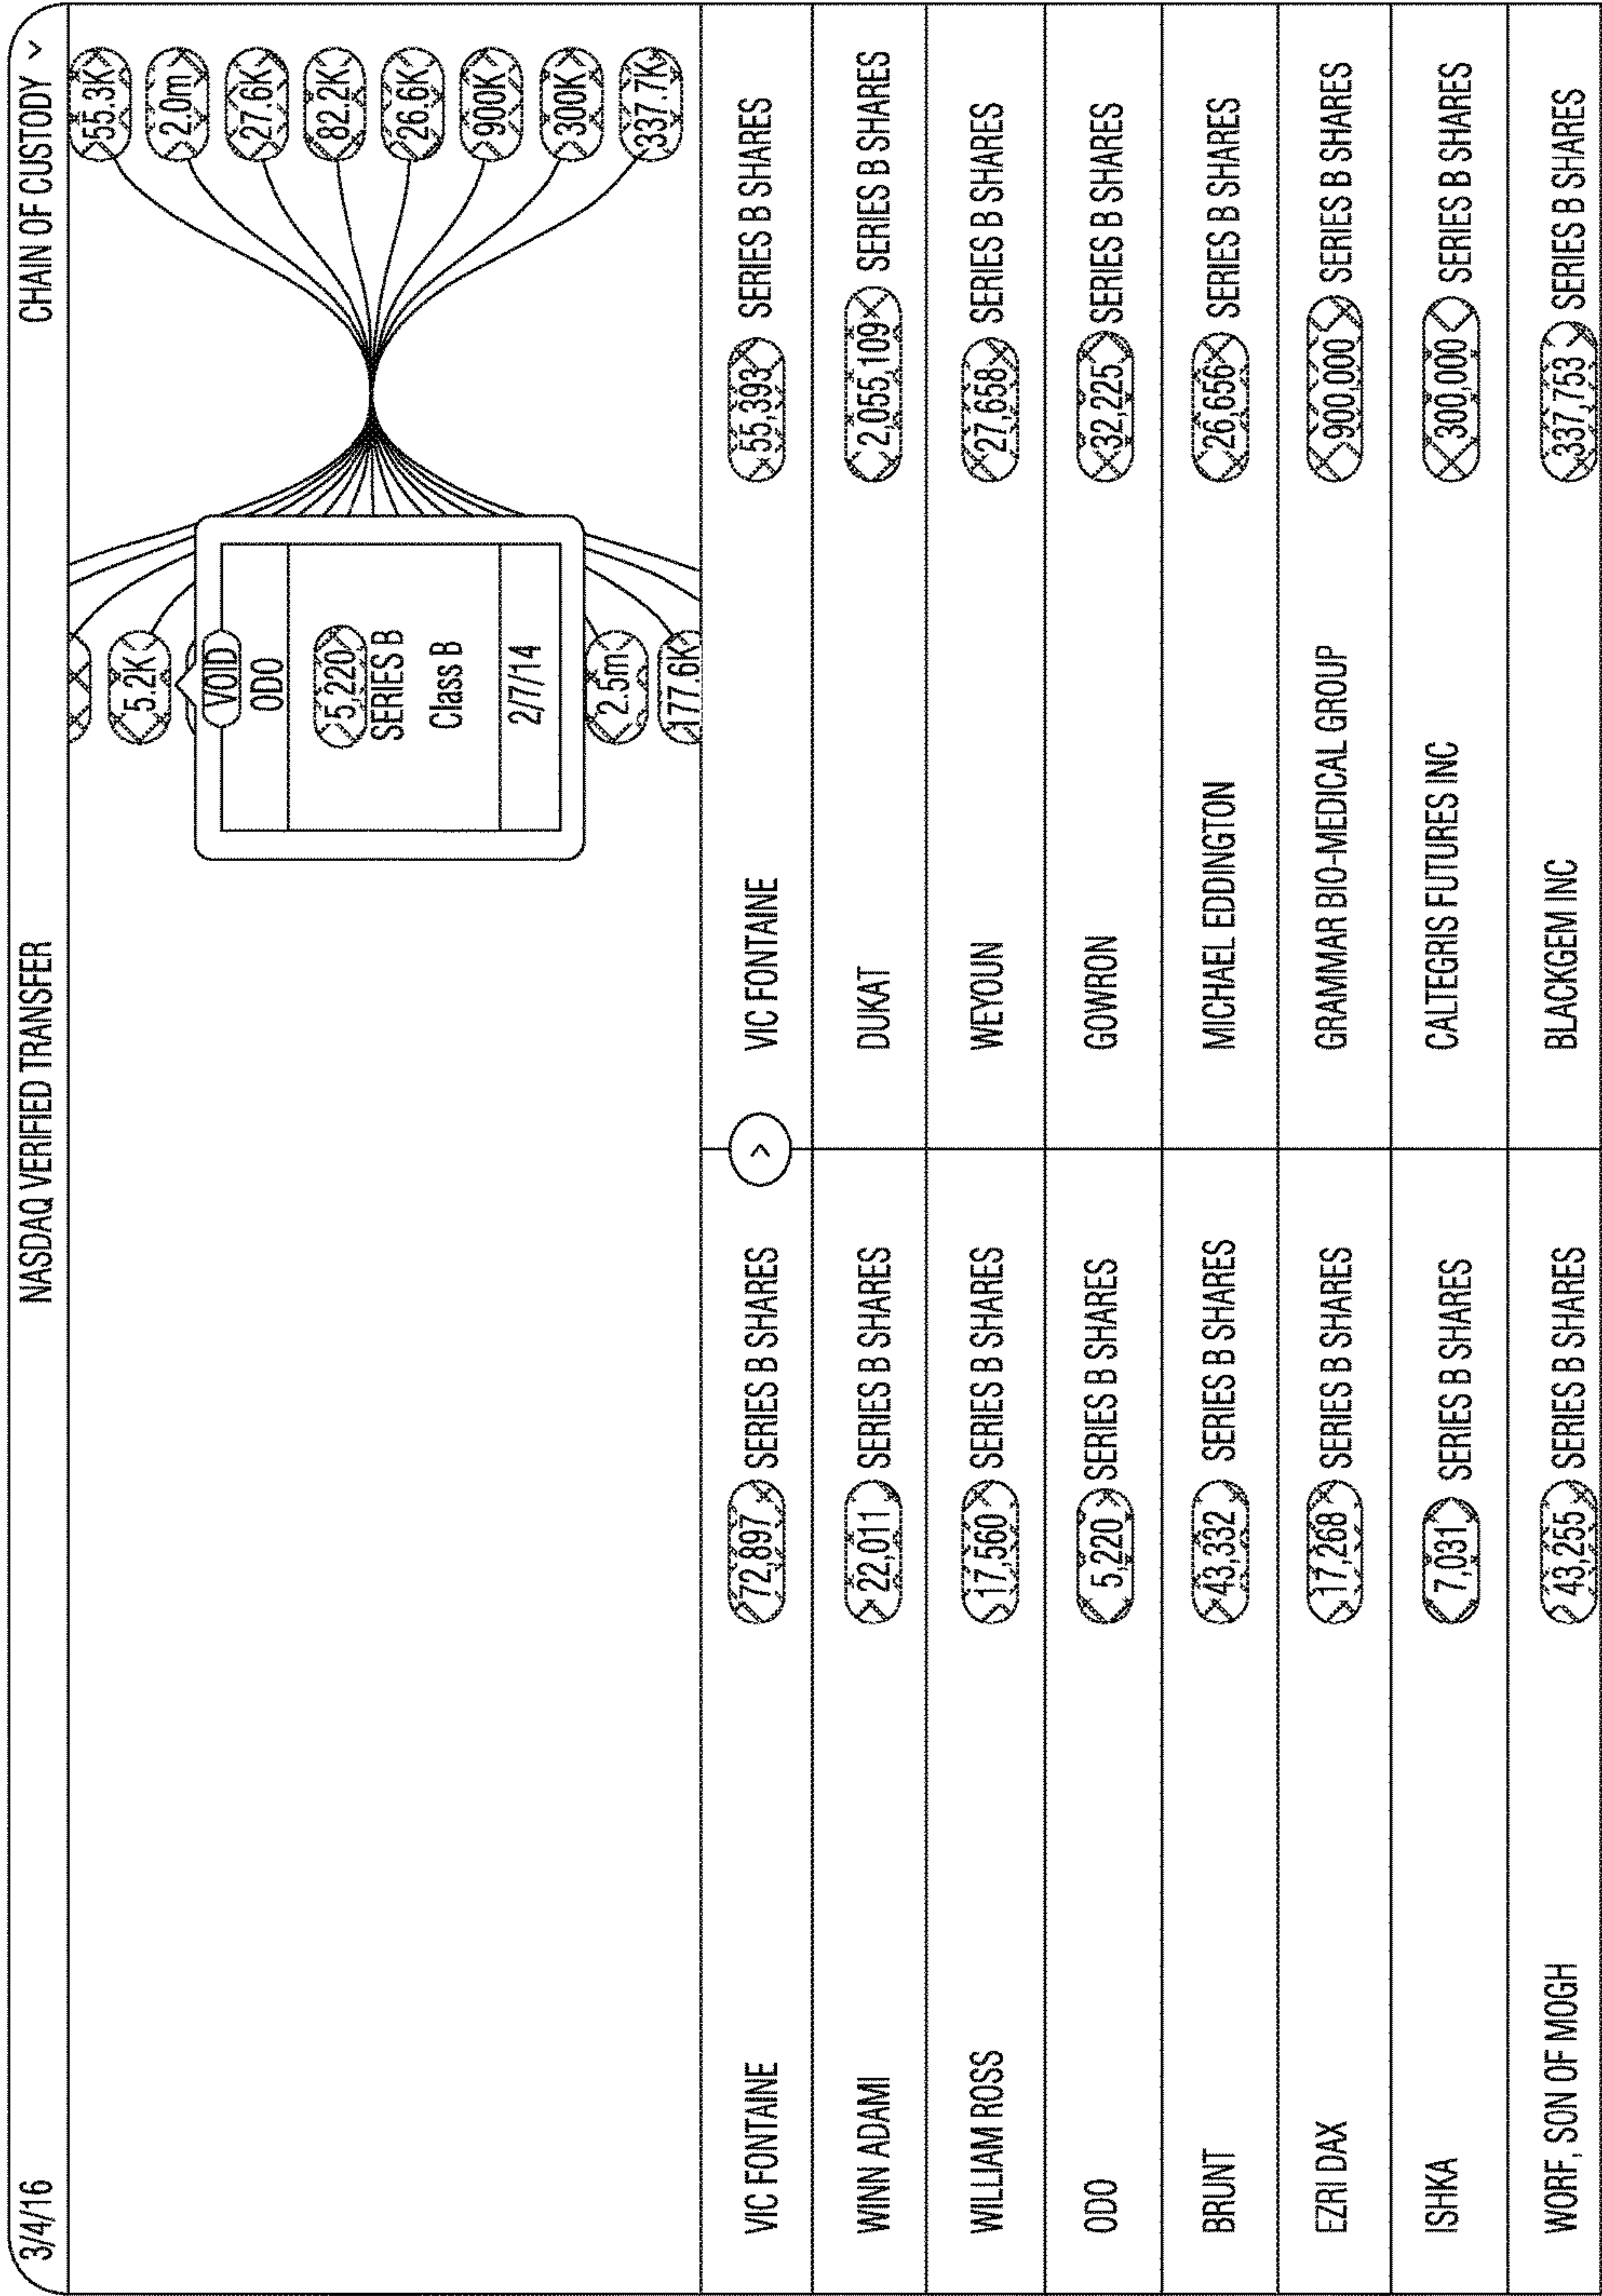 3/4/16 NASDAQ VERIFIED TRANSFER CHAIN OF CUSTODY
55.3K
2.0m
5.2K
27.6K
VOID
82.2K
ODO
26.6K
5,220
SERIES B
900K
Class B
300K
2/7/14
337.7K
2.5m
177.6K
VIC FONTAINE 72,897 SERIES B SHARES > VIC FONTAINE 55,393 SERIES B SHARES
WINN ADAMI 22,011 SERIES B SHARES DUKAT 2,055,109 SERIES B SHARES
WILLIAM ROSS 17,560 SERIES B SHARES WEYOUN 27,658 SERIES B SHARES
ODO 5,220 SERIES B SHARES GOWRON 32,225 SERIES B SHARES
BRUNT 43,332 SERIES B SHARES MICHAEL EDDINGTON 26,656 SERIES B SHARES
EZRI DAX 17,268 SERIES B SHARES GRAMMAR BIO-MEDICAL GROUP 900,000 SERIES B SHARES
ISHKA 7,031 SERIES B SHARES CALTEGRIS FUTURES INC 300,000 SERIES B SHARES
WORF, SON OF MOGH 43,255 SERIES B SHARES BLACKGEM INC 337,753 SERIES B SHARES